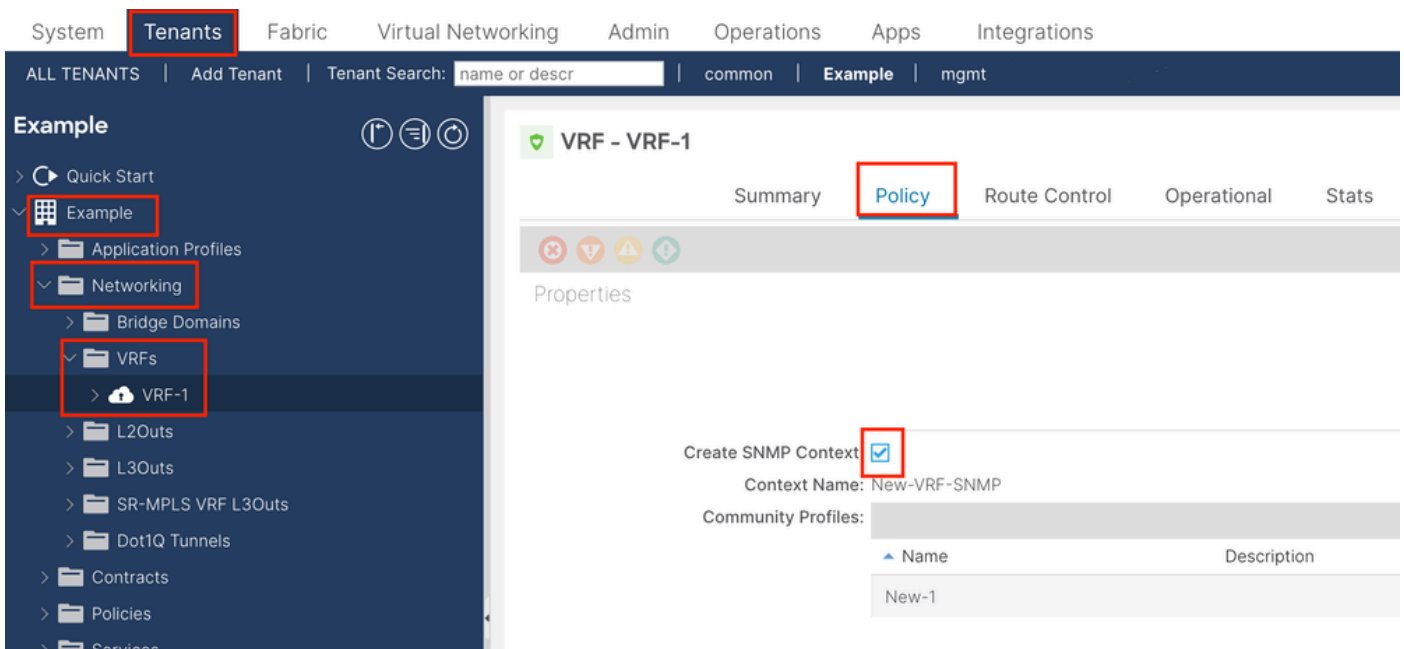 System Tenants Fabric Virtual Networking Admin Operations Apps Integrations
ALL TENANTS | Add Tenant | Tenant Search: name or descr | common | Example | mgmt
Example
Quick Start
Example
Application Profiles
Networking
Bridge Domains
VRFs
VRF-1
L2Outs
L3Outs
SR-MPLS VRF L3Outs
Dot1Q Tunnels
Contracts
Policies
Services
VRF - VRF-1
Summary Policy Route Control Operational Stats
Properties
Create SNMP Context
Context Name: New-VRF-SNMP
Community Profiles:
Name Description
New-1